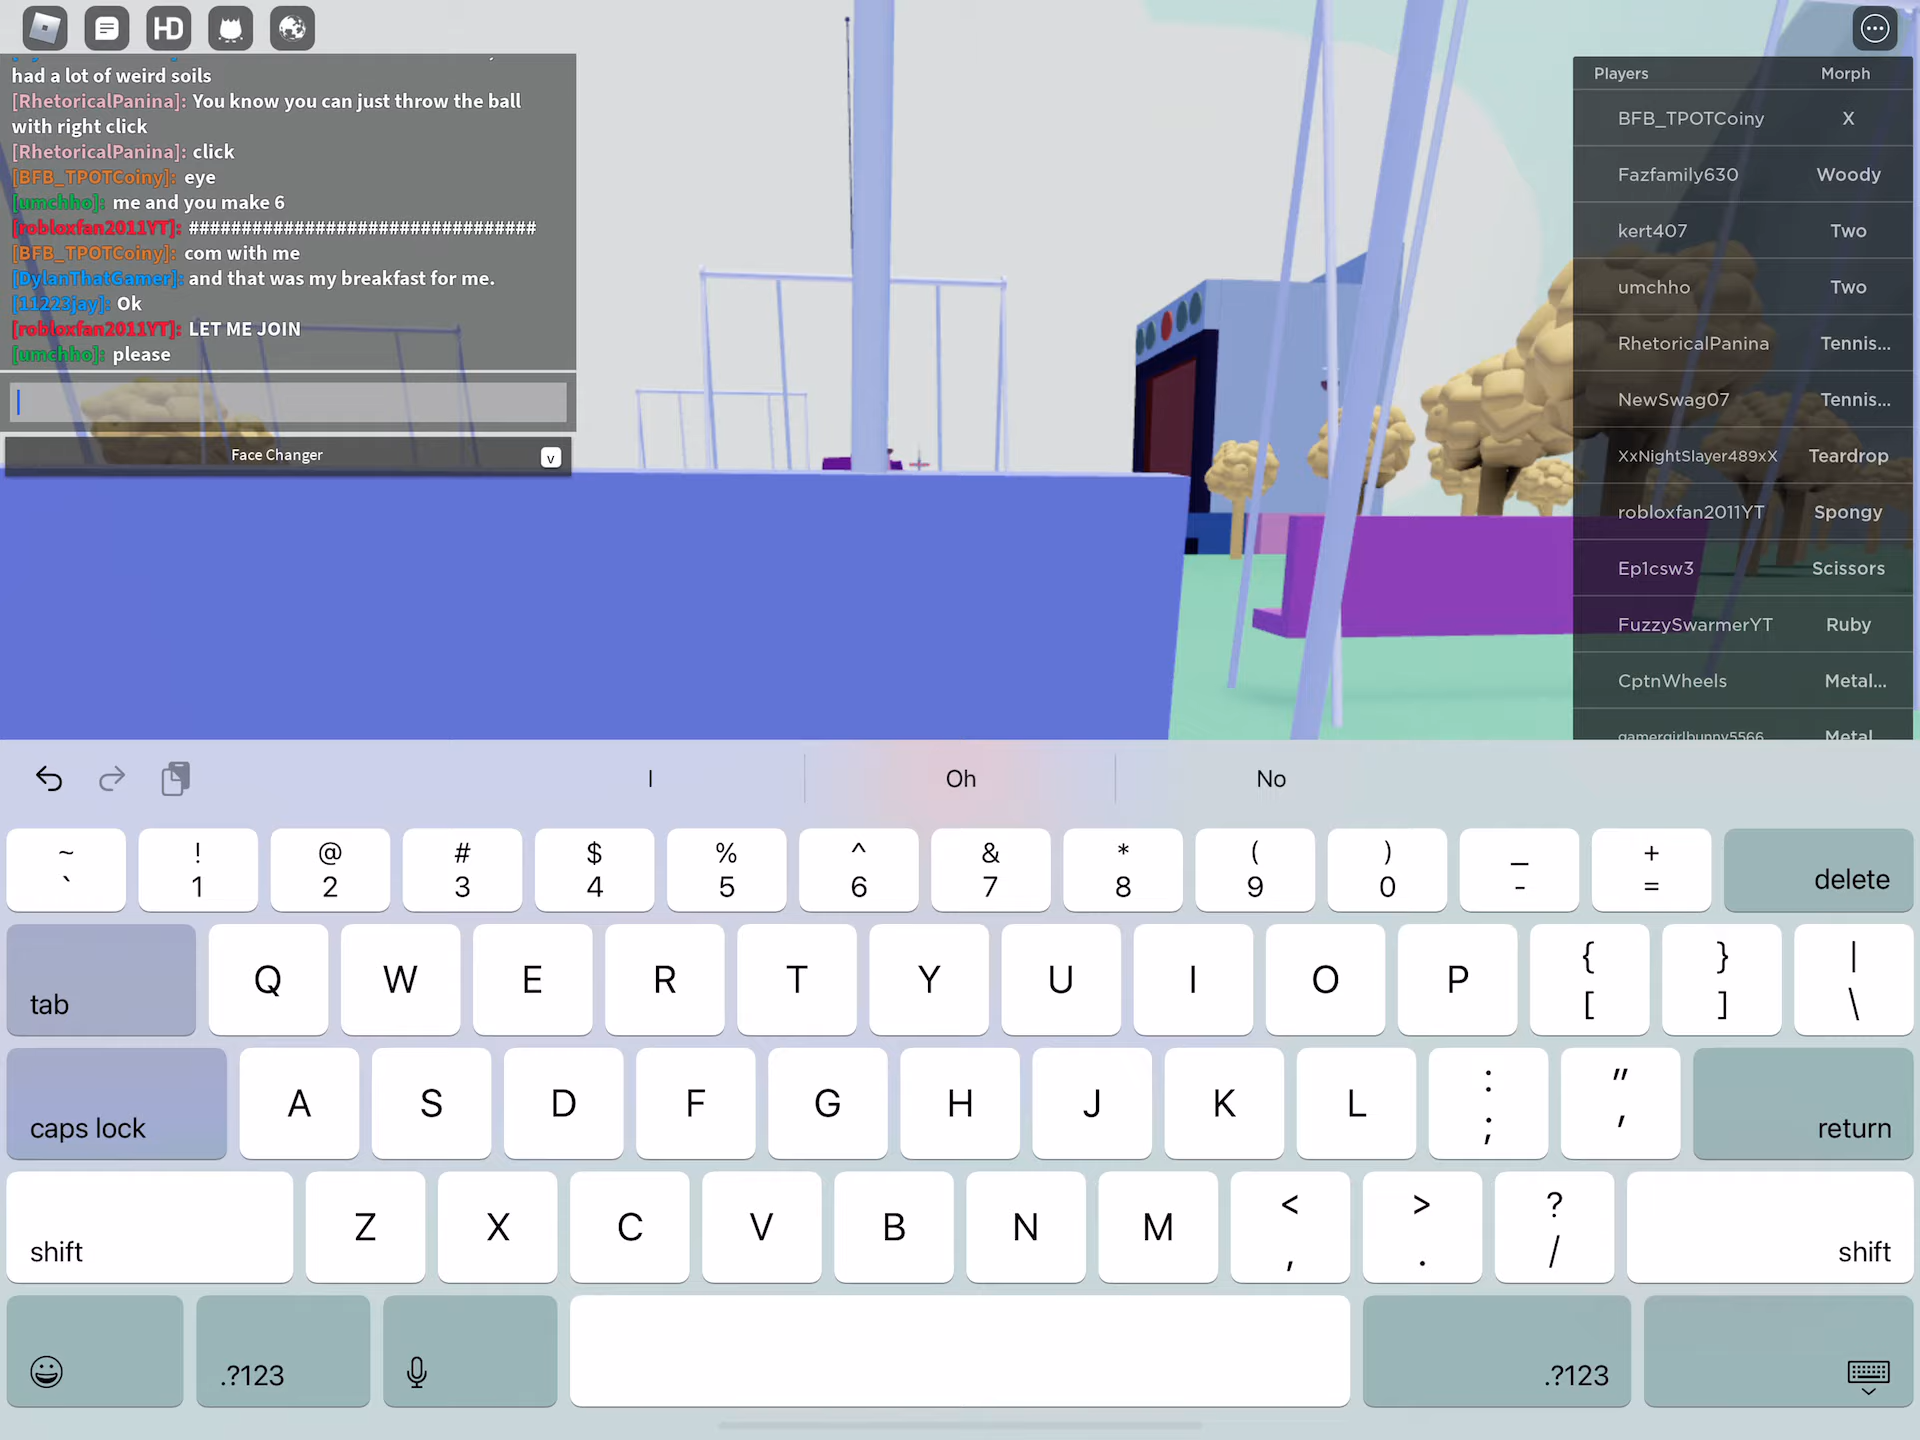 HD
had a lot of weird soils
[RhetoricalPanina]: You know you can just throw the ball
with right click
[RhetoricalPanina]: click
[BFB_TPOTCoiny]: eye
[umchho]: me and you make 6
[robloxfan2011YT]: #################################
[BFB_TPOTCoiny]: com with me
[DylanThatGamer]: and that was my breakfast for me.
[11223jay]: Ok
[robloxfan2011YT]: LET ME JOIN
[umchho]: please
Face Changer v
Players Morph
BFB_TPOTCoiny X
Fazfamily630 Woody
kert407 Two
umchho Two
RhetoricalPanina Tennis...
NewSwag07 Tennis...
XxNightSlayer489xX Teardrop
robloxfan2011YT Spongy
Ep1csw3 Scissors
FuzzySwarmerYT Ruby
CptnWheels Metal...
gamergirlbunny5566 Metal
I Oh No
~ ! @ # $ % ^ & * ( ) _ +
` 1 2 3 4 5 6 7 8 9 0 - = delete
tab Q W E R T Y U I O P { [ } ] | \
caps lock A S D F G H J K L : ; " ' return
shift Z X C V B N M < , > . ? / shift
.?123 .?123